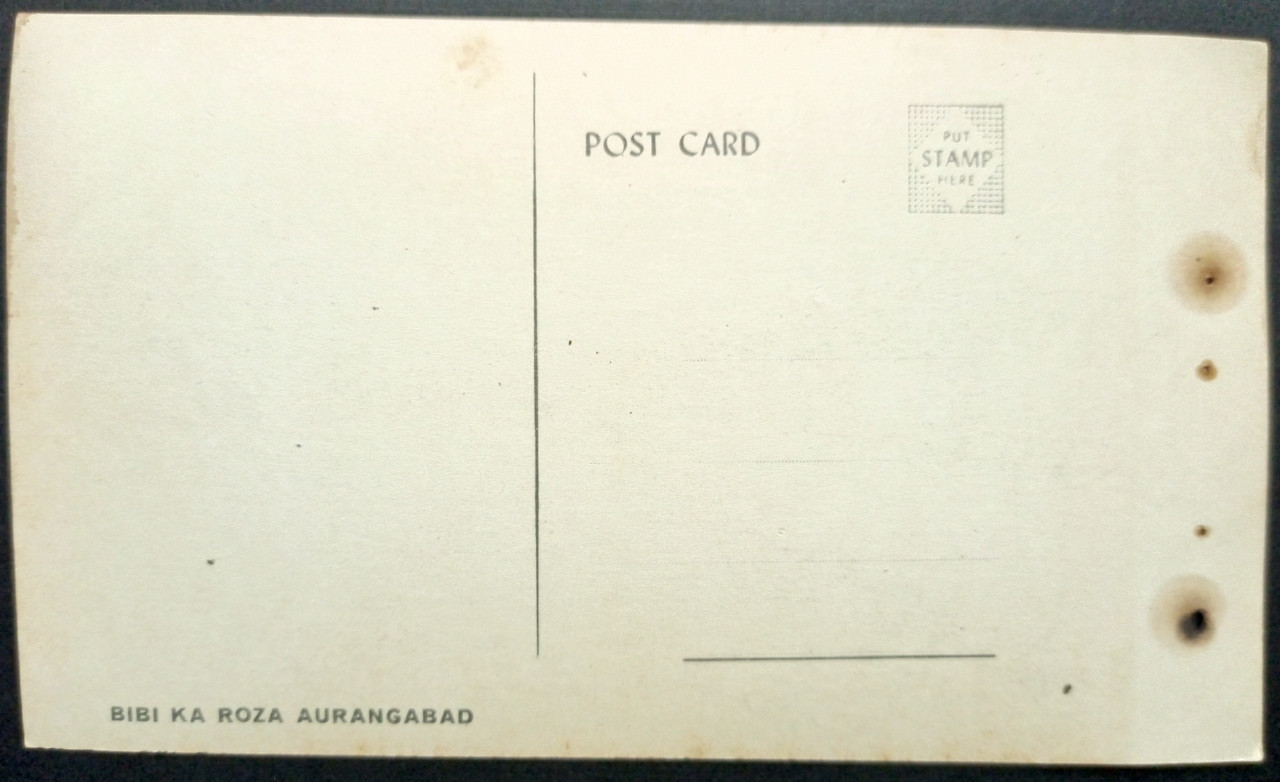 POST CARD
PUT
STAMP
HERE
BIBI KA ROZA AURANGABAD